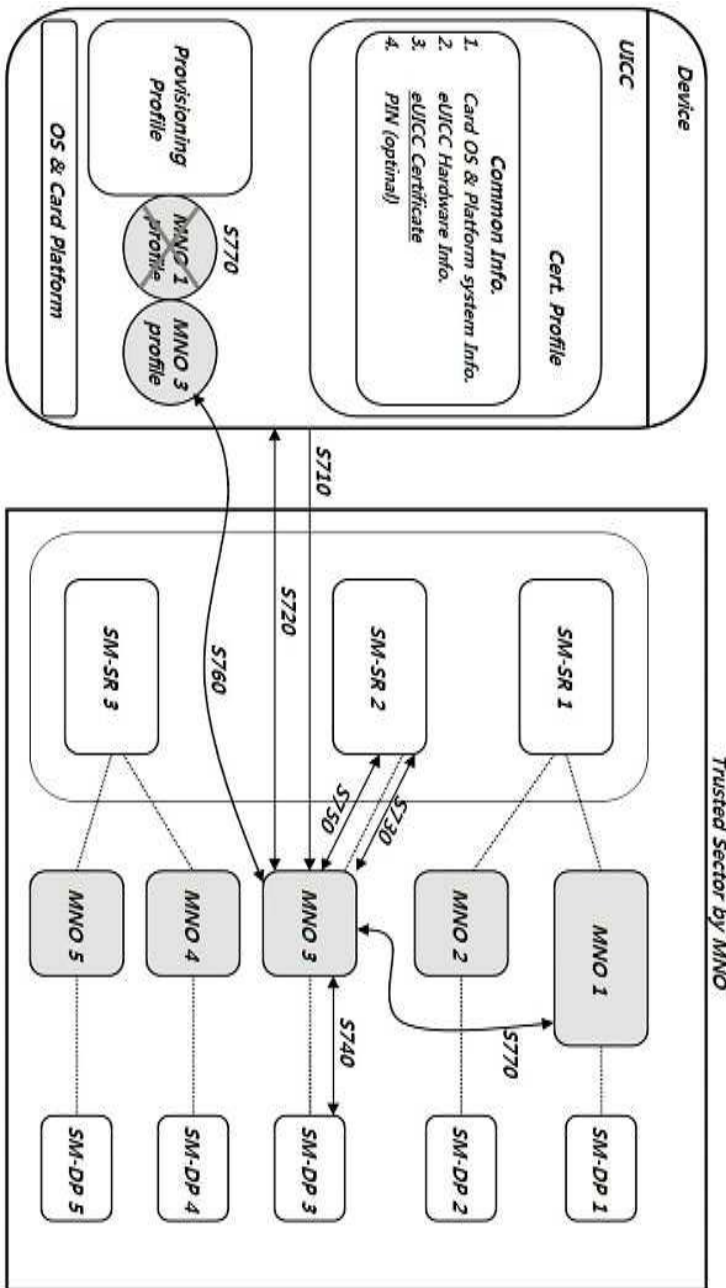 Device
UICC
Cert. Profile
Common Info.
1. Card OS & Platform system Info.
2. eUICC Hardware Info.
3. eUICC Certificate
4. PIN (optinal)
Provisioning
Profile
S770
MNO 1
profile
MNO 3
profile
OS & Card Platform
S710
S720
S760
Trusted Sector by MNO
SM-SR 1
SM-SR 2
SM-SR 3
S730
S750
MNO 1
MNO 2
MNO 3
MNO 4
MNO 5
S770
S740
SM-DP 1
SM-DP 2
SM-DP 3
SM-DP 4
SM-DP 5